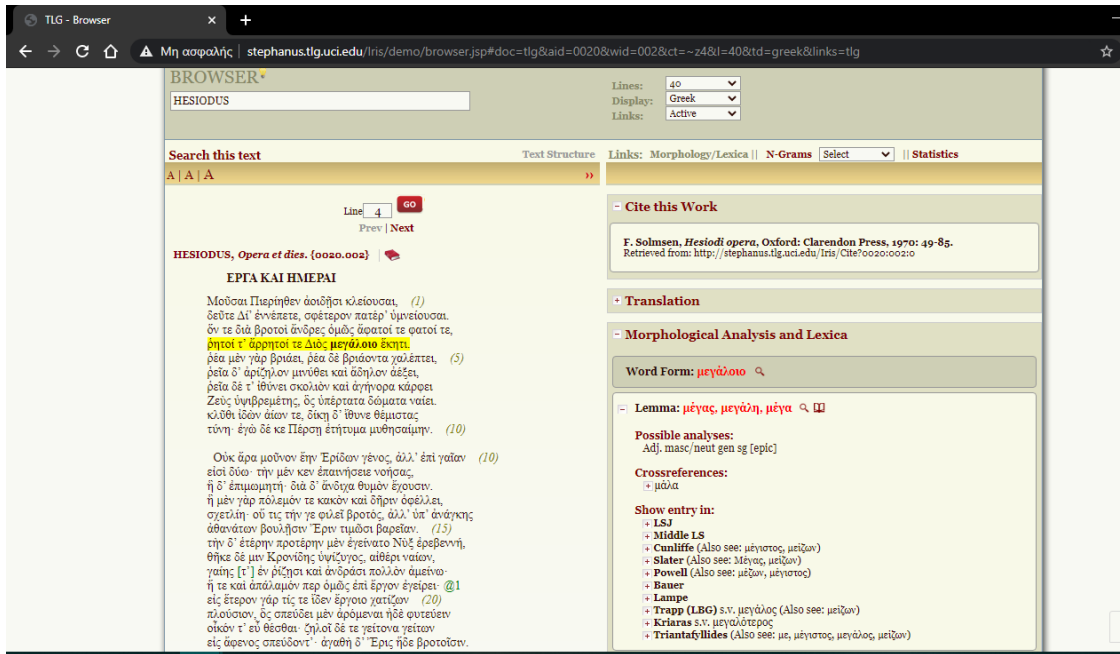 TLG - Browser
Μη ασφαλής | stephanus.tlg.uci.edu/Iris/demo/browser.jsp#doc=tlg&aid=0020&wid=002&ct=~z4&l=40&td=greek&links=tlg
BROWSER
HESIODUS
Lines: 40
Display: Greek
Links: Active
Search this text
Text Structure
Links: Morphology/Lexica || N-Grams Select || Statistics
A | A | A ››
Line 4 GO
Prev | Next
HESIODUS, Opera et dies. {0020.002}
ΕΡΓΑ ΚΑΙ ΗΜΕΡΑΙ
Μοῦσαι Πιερίηθεν ἀοιδῇσι κλείουσαι, (1)
δεῦτε Δί' ἐννέπετε, σφέτερον πατέρ' ὑμνείουσαι.
ὅν τε διὰ βροτοὶ ἄνδρες ὁμῶς ἄφατοί τε φατοί τε,
ῥητοί τ' ἄρρητοί τε Διὸς μεγάλοιο ἕκητι.
ῥέα μὲν γὰρ βριάει, ῥέα δὲ βριάοντα χαλέπτει, (5)
ῥεῖα δ' ἀρίζηλον μινύθει καὶ ἄδηλον ἀέξει,
ῥεῖα δέ τ' ἰθύνει σκολιὸν καὶ ἀγήνορα κάρφει
Ζεὺς ὑψιβρεμέτης, ὃς ὑπέρτατα δώματα ναίει.
κλῦθι ἰδὼν ἀίων τε, δίκῃ δ' ἴθυνε θέμιστας
τύνη· ἐγὼ δέ κε Πέρσῃ ἐτήτυμα μυθησαίμην. (10)
Οὐκ ἄρα μοῦνον ἔην Ἐρίδων γένος, ἀλλ' ἐπὶ γαῖαν (10)
εἰσὶ δύω· τὴν μέν κεν ἐπαινήσειε νοήσας,
ἣ δ' ἐπιμωμητή· διὰ δ' ἄνδιχα θυμὸν ἔχουσιν.
ἣ μὲν γὰρ πόλεμόν τε κακὸν καὶ δῆριν ὀφέλλει,
σχετλίη· οὔ τις τήν γε φιλεῖ βροτός, ἀλλ' ὑπ' ἀνάγκης
ἀθανάτων βουλῇσιν Ἔριν τιμῶσι βαρεῖαν. (15)
τὴν δ' ἑτέρην προτέρην μὲν ἐγείνατο Νὺξ ἐρεβεννή,
θῆκε δέ μιν Κρονίδης ὑψίζυγος, αἰθέρι ναίων,
γαίης [τ'] ἐν ῥίζῃσι καὶ ἀνδράσι πολλὸν ἀμείνω·
ἥ τε καὶ ἀπάλαμόν περ ὁμῶς ἐπὶ ἔργον ἐγείρει· @1
εἰς ἕτερον γάρ τίς τε ἴδεν ἔργοιο χατίζων (20)
πλούσιον, ὃς σπεύδει μὲν ἀρόμεναι ἠδὲ φυτεύειν
οἶκόν τ' εὖ θέσθαι· ζηλοῖ δέ τε γείτονα γείτων
εἰς ἄφενος σπεύδοντ'· ἀγαθὴ δ' Ἔρις ἥδε βροτοῖσιν.
Cite this Work
F. Solmsen, Hesiodi opera, Oxford: Clarendon Press, 1970: 49-85.
Retrieved from: http://stephanus.tlg.uci.edu/Iris/Cite?0020:002:0
Translation
Morphological Analysis and Lexica
Word Form: μεγάλοιο
Lemma: μέγας, μεγάλη, μέγα
Possible analyses:
Adj. masc/neut gen sg [epic]
Crossreferences:
μάλα
Show entry in:
LSJ
Middle LS
Cunliffe (Also see: μέγιστος, μείζων)
Slater (Also see: Μέγας, μείζων)
Powell (Also see: μέζων, μέγιστος)
Bauer
Lampe
Trapp (LBG) s.v. μεγάλος (Also see: μείζων)
Kriaras s.v. μεγαλότερος
Triantafyllides (Also see: με, μέγιστος, μεγάλος, μείζων)